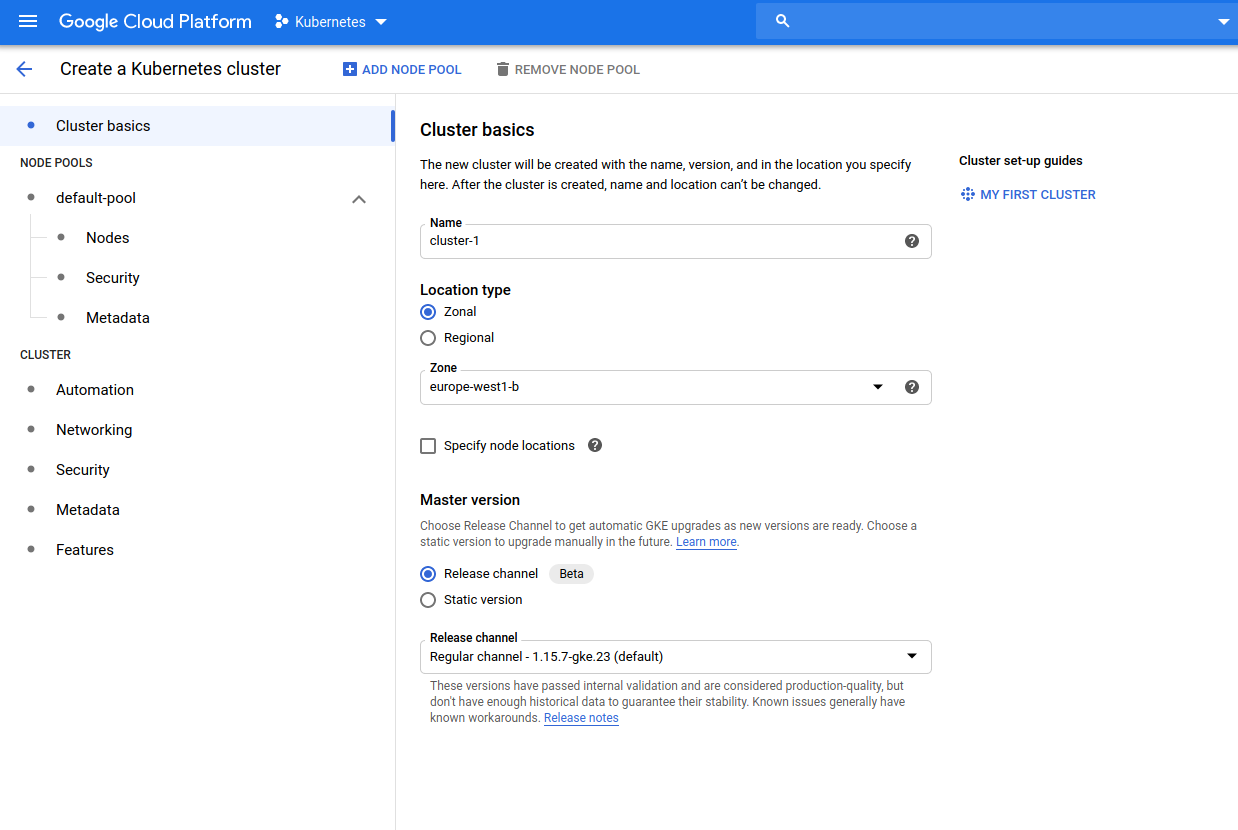 Google Cloud Platform
Kubernetes
Create a Kubernetes cluster
ADD NODE POOL
REMOVE NODE POOL
Cluster basics
NODE POOLS
default-pool
Nodes
Security
Metadata
CLUSTER
Automation
Networking
Security
Metadata
Features
Cluster basics
The new cluster will be created with the name, version, and in the location you specify
here. After the cluster is created, name and location can't be changed.
Name
cluster-1
Location type
Zonal
Regional
Zone
europe-west1-b
Specify node locations
Master version
Choose Release Channel to get automatic GKE upgrades as new versions are ready. Choose a
static version to upgrade manually in the future. Learn more.
Release channel Beta
Static version
Release channel
Regular channel - 1.15.7-gke.23 (default)
These versions have passed internal validation and are considered production-quality, but
don't have enough historical data to guarantee their stability. Known issues generally have
known workarounds. Release notes
Cluster set-up guides
MY FIRST CLUSTER